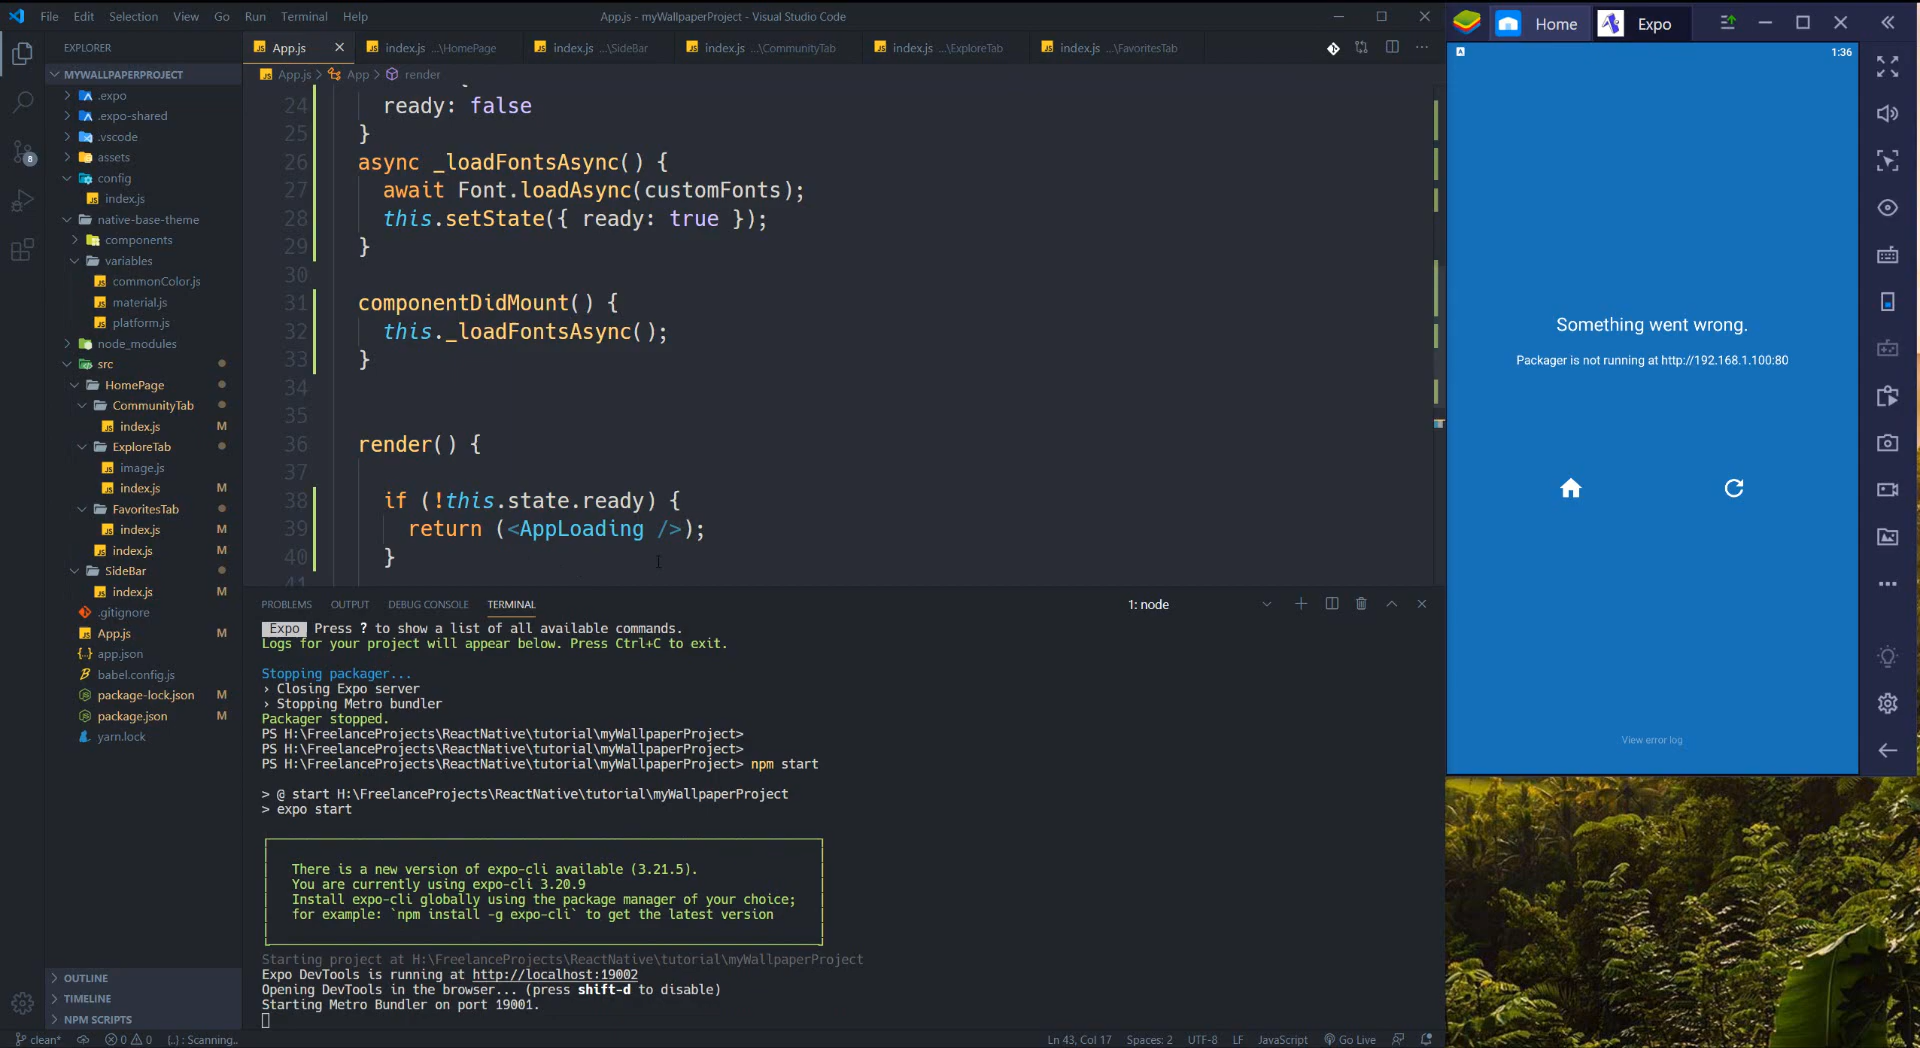 File Edit Selection View Go Run Terminal Help
App.js - myWallpaperProject - Visual Studio Code
EXPLORER
MYWALLPAPERPROJECT
.expo
.expo-shared
.vscode
assets
config
index.js
native-base-theme
components
variables
commonColor.js
material.js
platform.js
node_modules
src
HomePage
CommunityTab
index.js M
ExploreTab
image.js
index.js M
FavoritesTab
index.js M
index.js M
SideBar
index.js M
.gitignore
App.js M
app.json
babel.config.js
package-lock.json M
package.json M
yarn.lock
OUTLINE
TIMELINE
NPM SCRIPTS
8
App.js
index.js ...\HomePage
index.js ...\SideBar
index.js ...\CommunityTab
index.js ...\ExploreTab
index.js ...\FavoritesTab
App.js > App > render
24 ready: false
25 }
26 async _loadFontsAsync() {
27 await Font.loadAsync(customFonts);
28 this.setState({ ready: true });
29 }
30
31 componentDidMount() {
32 this._loadFontsAsync();
33 }
34
35
36 render() {
37
38 if (!this.state.ready) {
39 return (<AppLoading />);
40 }
41
PROBLEMS OUTPUT DEBUG CONSOLE TERMINAL
1: node
Expo Press ? to show a list of all available commands.
Logs for your project will appear below. Press Ctrl+C to exit.
Stopping packager...
› Closing Expo server
› Stopping Metro bundler
Packager stopped.
PS H:\FreelanceProjects\ReactNative\tutorial\myWallpaperProject>
PS H:\FreelanceProjects\ReactNative\tutorial\myWallpaperProject>
PS H:\FreelanceProjects\ReactNative\tutorial\myWallpaperProject> npm start
> @ start H:\FreelanceProjects\ReactNative\tutorial\myWallpaperProject
> expo start
There is a new version of expo-cli available (3.21.5).
You are currently using expo-cli 3.20.9
Install expo-cli globally using the package manager of your choice;
for example: `npm install -g expo-cli` to get the latest version
Starting project at H:\FreelanceProjects\ReactNative\tutorial\myWallpaperProject
Expo DevTools is running at http://localhost:19002
Opening DevTools in the browser... (press shift-d to disable)
Starting Metro Bundler on port 19001.
clean* 0 0 {..} : Scanning..
Ln 43, Col 17 Spaces: 2 UTF-8 LF JavaScript Go Live
Home
Expo
1:36
Something went wrong.
Packager is not running at http://192.168.1.100:80
View error log